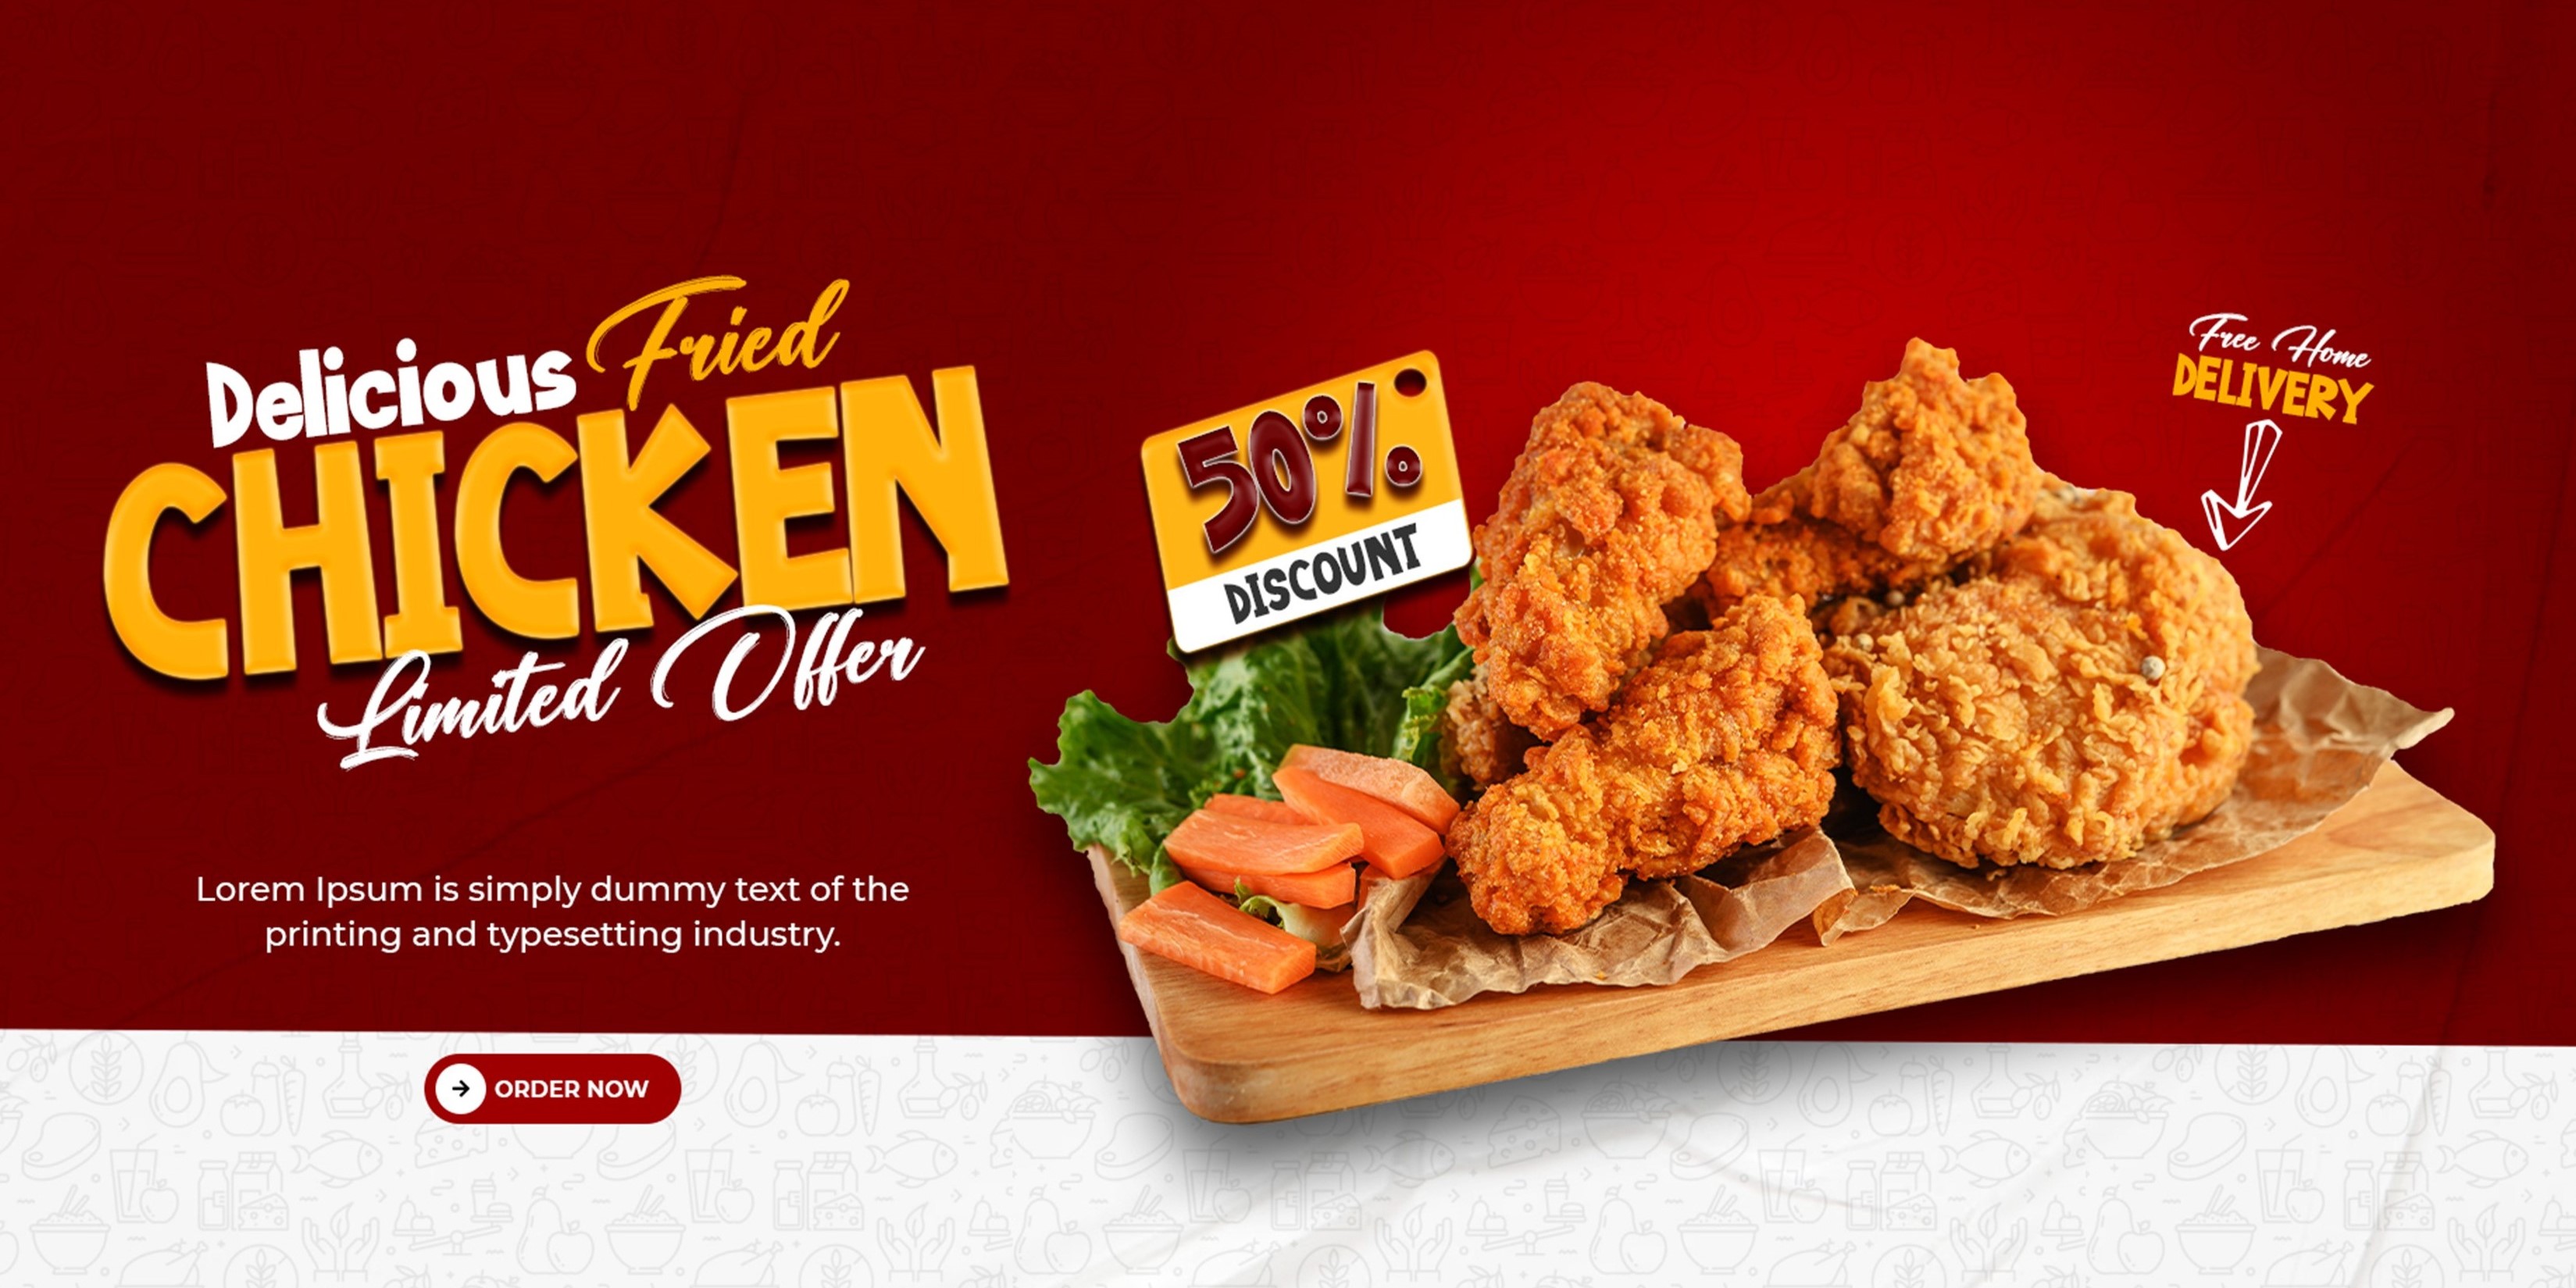 Delicious Fried
CHICKEN
Limited Offer
Lorem Ipsum is simply dummy text of the
printing and typesetting industry.
ORDER NOW
50%
DISCOUNT
Free Home
DELIVERY